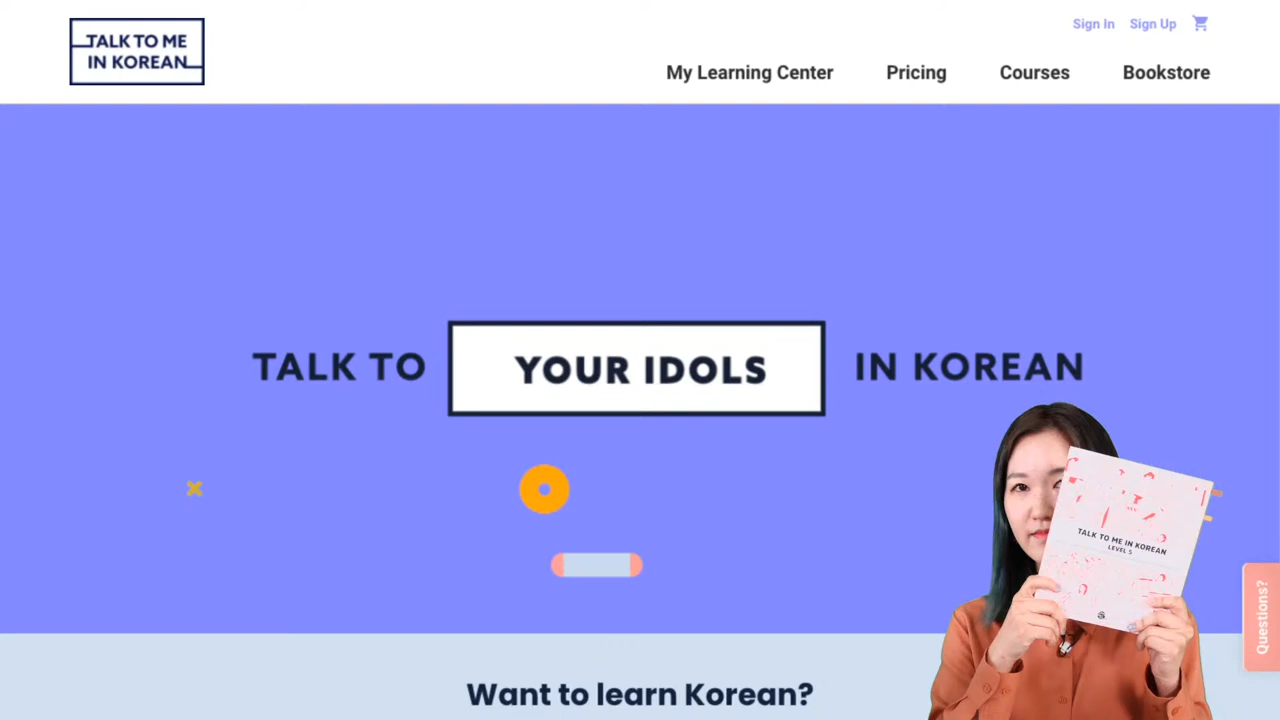 TALK TO ME
IN KOREAN
Sign In Sign Up
My Learning Center Pricing Courses Bookstore
TALK TO YOUR IDOLS IN KOREAN
TALK TO ME IN KOREAN
LEVEL 5
Questions?
Want to learn Korean?